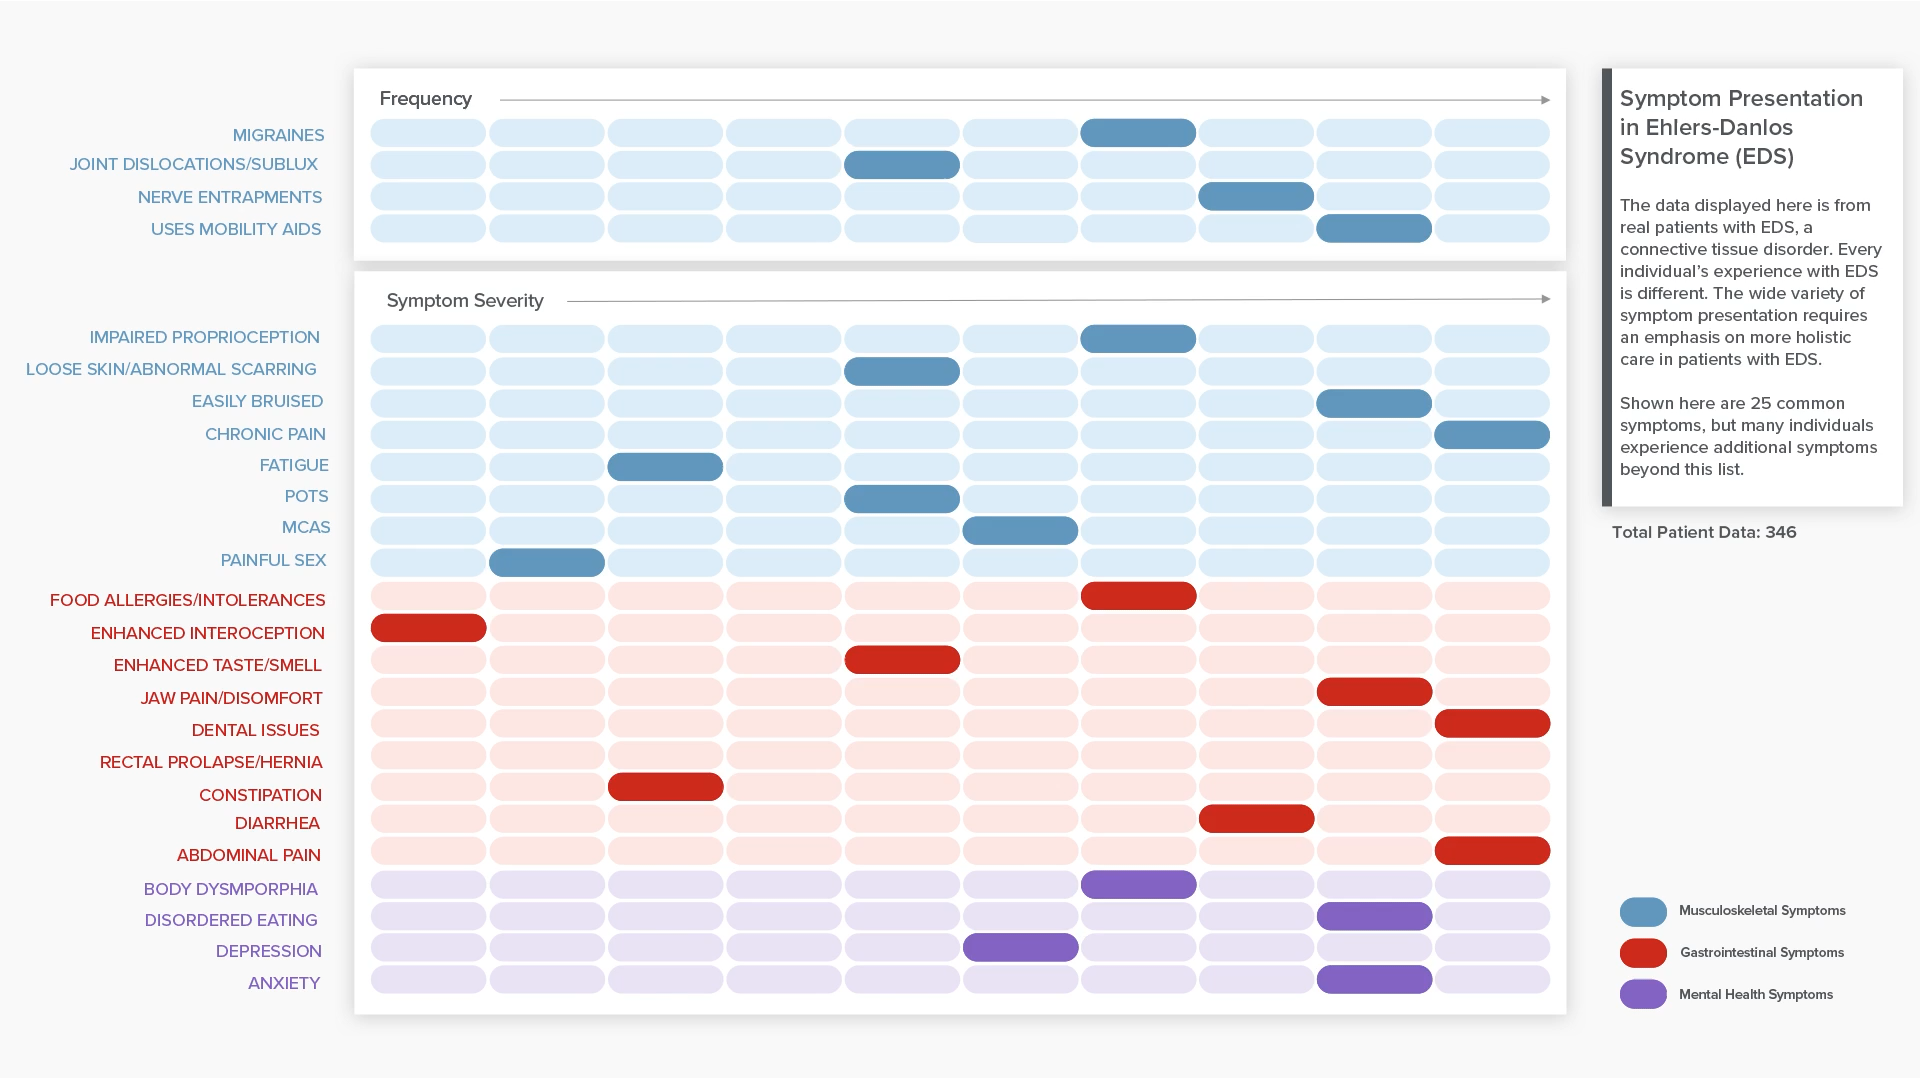 Frequency
MIGRAINES
JOINT DISLOCATIONS/SUBLUX
NERVE ENTRAPMENTS
USES MOBILITY AIDS
Symptom Severity
IMPAIRED PROPRIOCEPTION
LOOSE SKIN/ABNORMAL SCARRING
EASILY BRUISED
CHRONIC PAIN
FATIGUE
POTS
MCAS
PAINFUL SEX
FOOD ALLERGIES/INTOLERANCES
ENHANCED INTEROCEPTION
ENHANCED TASTE/SMELL
JAW PAIN/DISOMFORT
DENTAL ISSUES
RECTAL PROLAPSE/HERNIA
CONSTIPATION
DIARRHEA
ABDOMINAL PAIN
BODY DYSMPORPHIA
DISORDERED EATING
DEPRESSION
ANXIETY
Symptom Presentation
in Ehlers-Danlos
Syndrome (EDS)
The data displayed here is from
real patients with EDS, a
connective tissue disorder. Every
individual's experience with EDS
is different. The wide variety of
symptom presentation requires
an emphasis on more holistic
care in patients with EDS.
Shown here are 25 common
symptoms, but many individuals
experience additional symptoms
beyond this list.
Total Patient Data: 346
Musculoskeletal Symptoms
Gastrointestinal Symptoms
Mental Health Symptoms